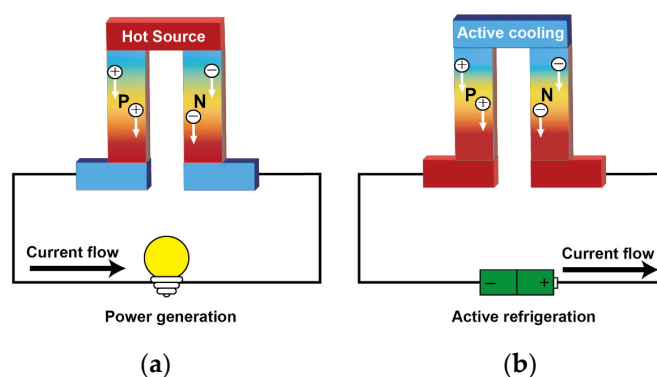 Hot Source
+
−
P
+
N
−
Current flow
Power generation
(a)
Active cooling
+
−
P
+
N
−
Current flow
− +
Active refrigeration
(b)